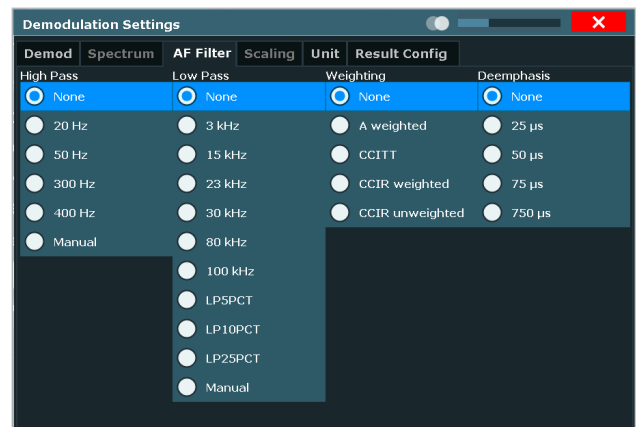 Demodulation Settings
Demod Spectrum AF Filter Scaling Unit Result Config
High Pass Low Pass Weighting Deemphasis
None None None None
20 Hz 3 kHz A weighted 25 µs
50 Hz 15 kHz CCITT 50 µs
300 Hz 23 kHz CCIR weighted 75 µs
400 Hz 30 kHz CCIR unweighted 750 µs
Manual 80 kHz
100 kHz
LP5PCT
LP10PCT
LP25PCT
Manual